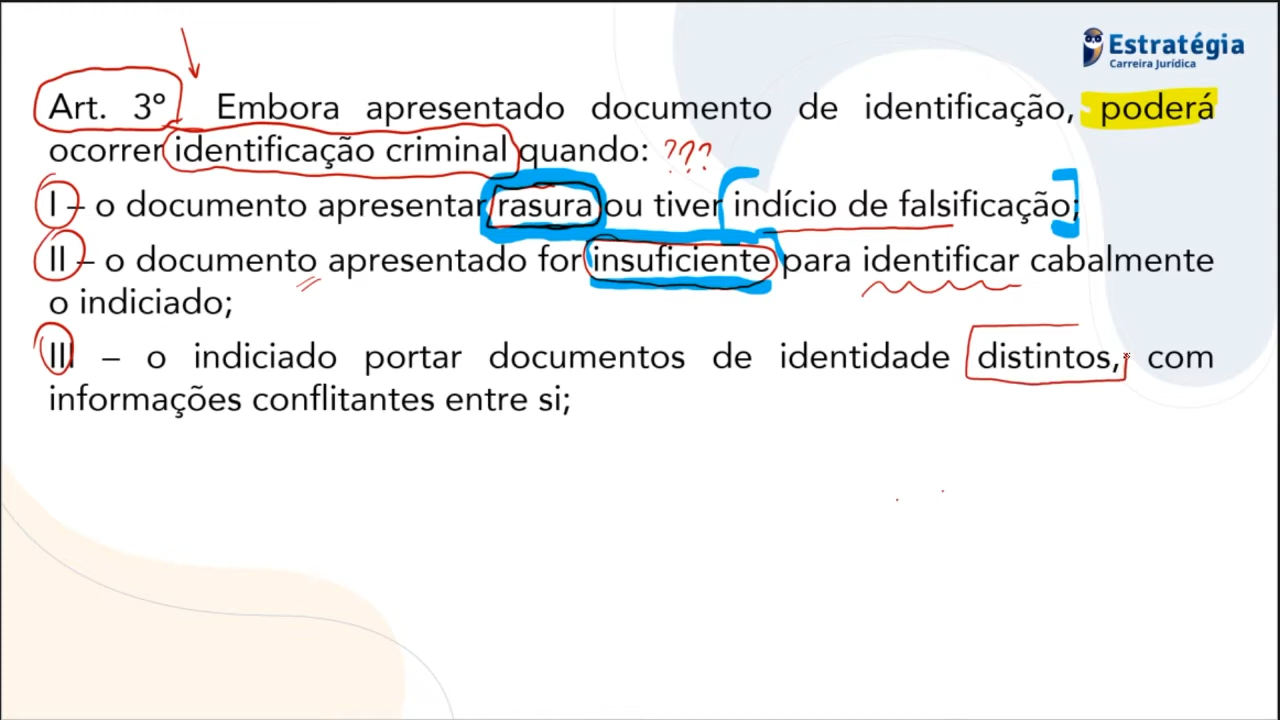 Estratégia
Carreira Jurídica
Art. 3º Embora apresentado documento de identificação, poderá
ocorrer identificação criminal quando: ???
I – o documento apresentar rasura ou tiver indício de falsificação;
II – o documento apresentado for insuficiente para identificar cabalmente
o indiciado;
III – o indiciado portar documentos de identidade distintos, com
informações conflitantes entre si;